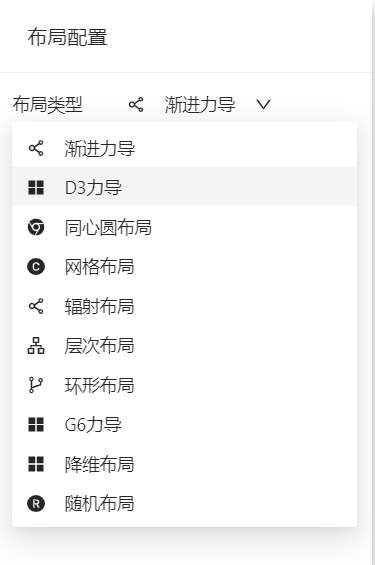 布局配置
布局类型 渐进力导
渐进力导
D3力导
同心圆布局
网格布局
辐射布局
层次布局
环形布局
G6力导
降维布局
随机布局